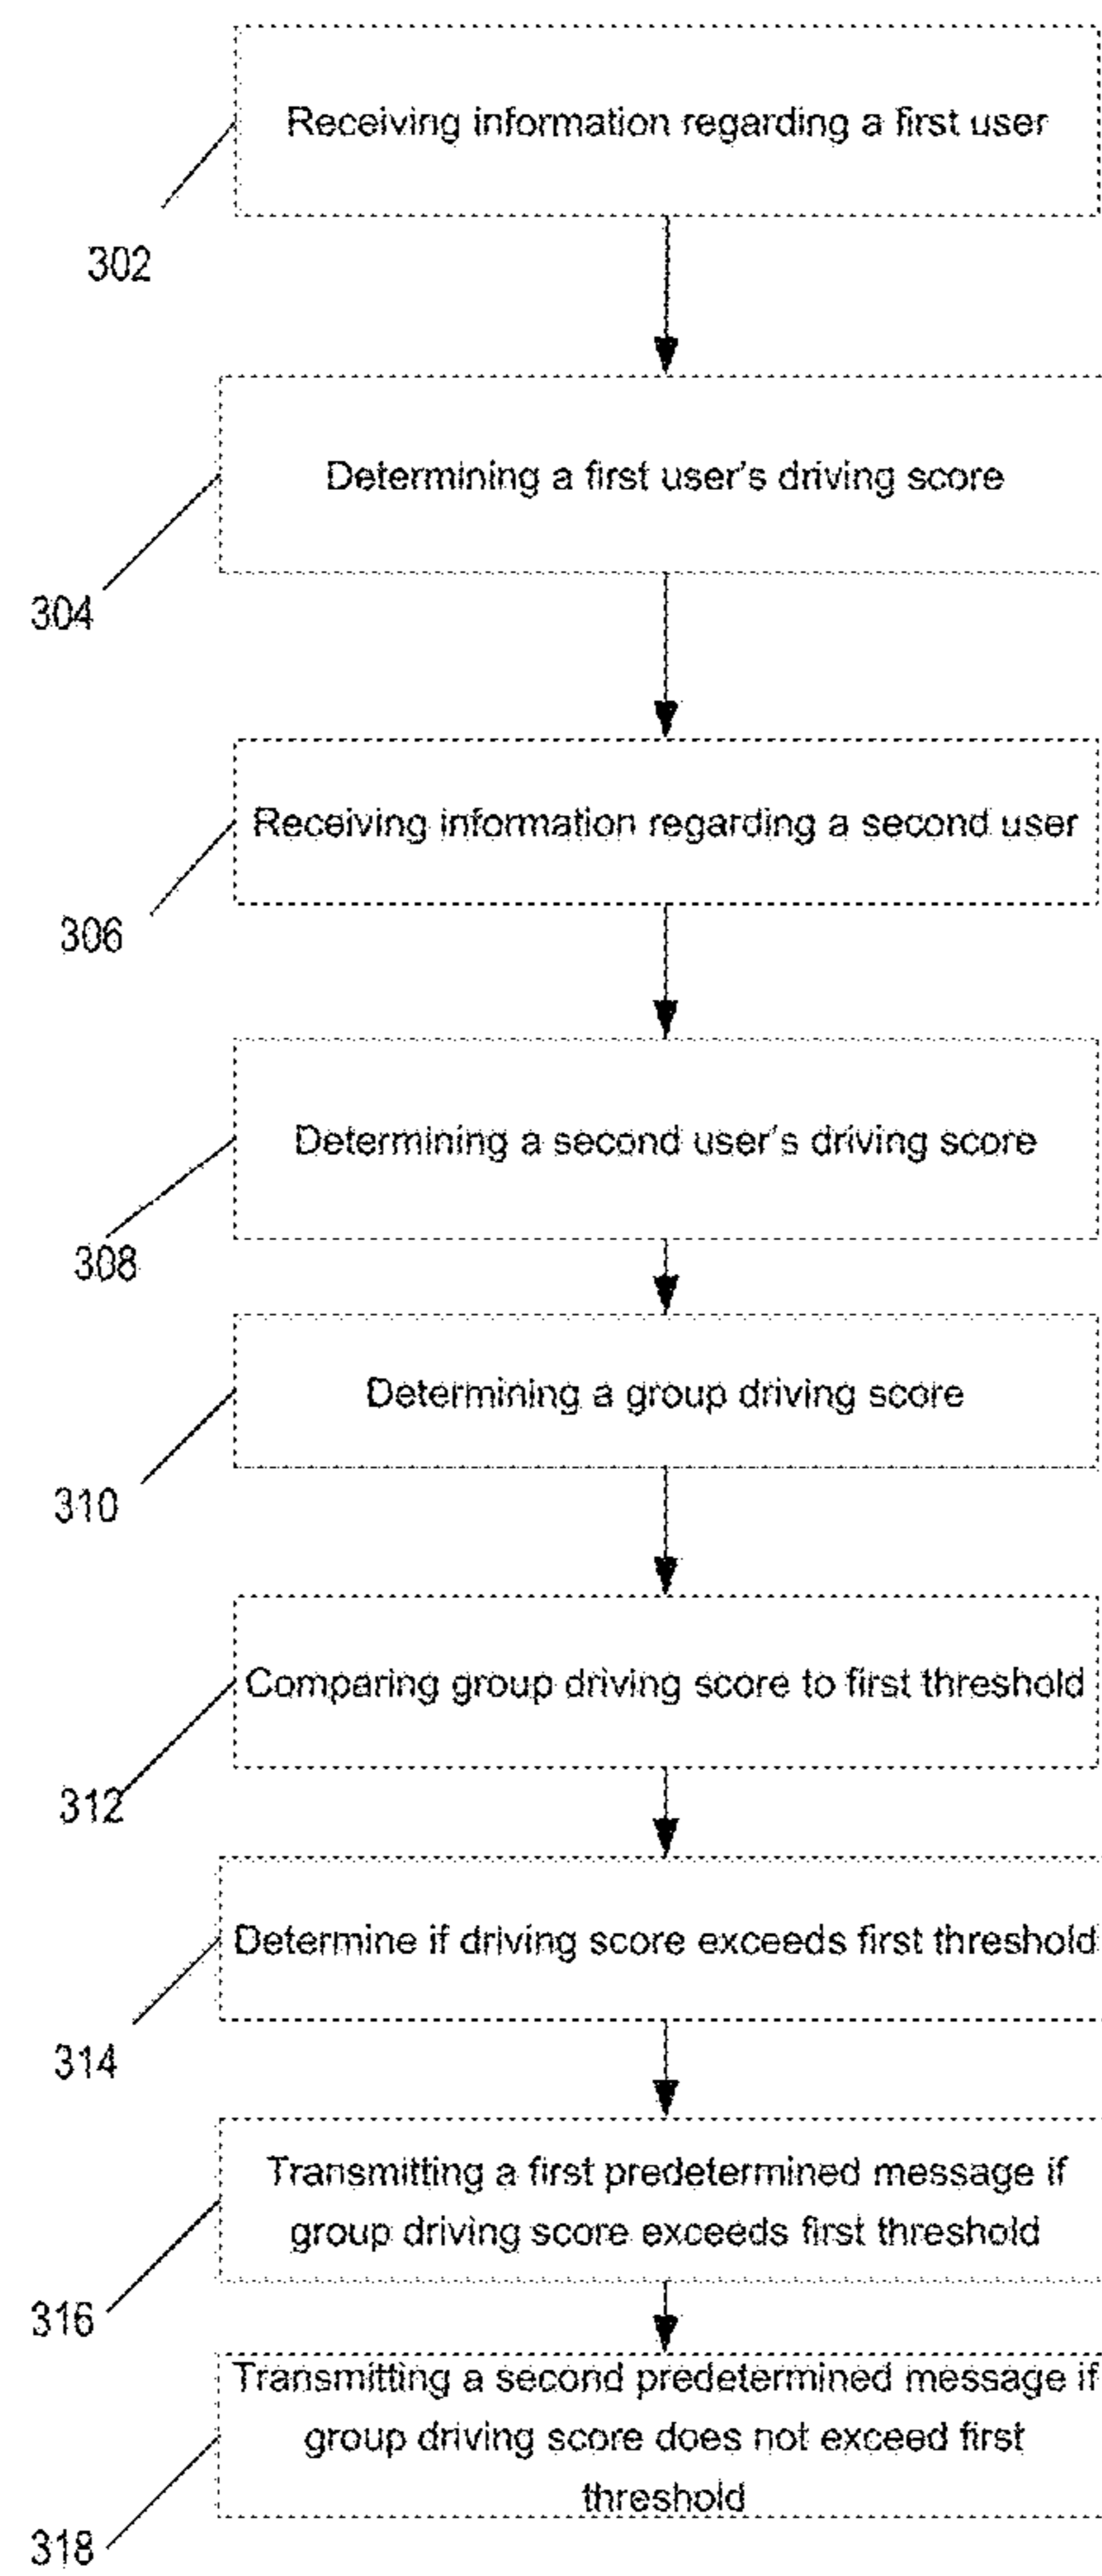 Receiving information regarding a first user
302
Determining a first user's driving score
304
Receiving information regarding a second user
306
Determining a second user's driving score
308
Determining a group driving score
310
Comparing group driving score to first threshold
312
Determine if driving score exceeds first threshold
314
Transmitting a first predetermined message if
group driving score exceeds first threshold
316
Transmitting a second predetermined message if
group driving score does not exceed first
threshold
318